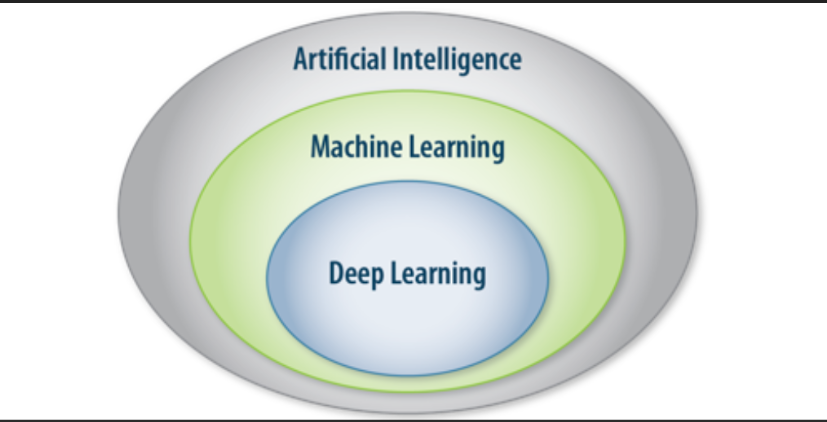 Artificial Intelligence
Machine Learning
Deep Learning